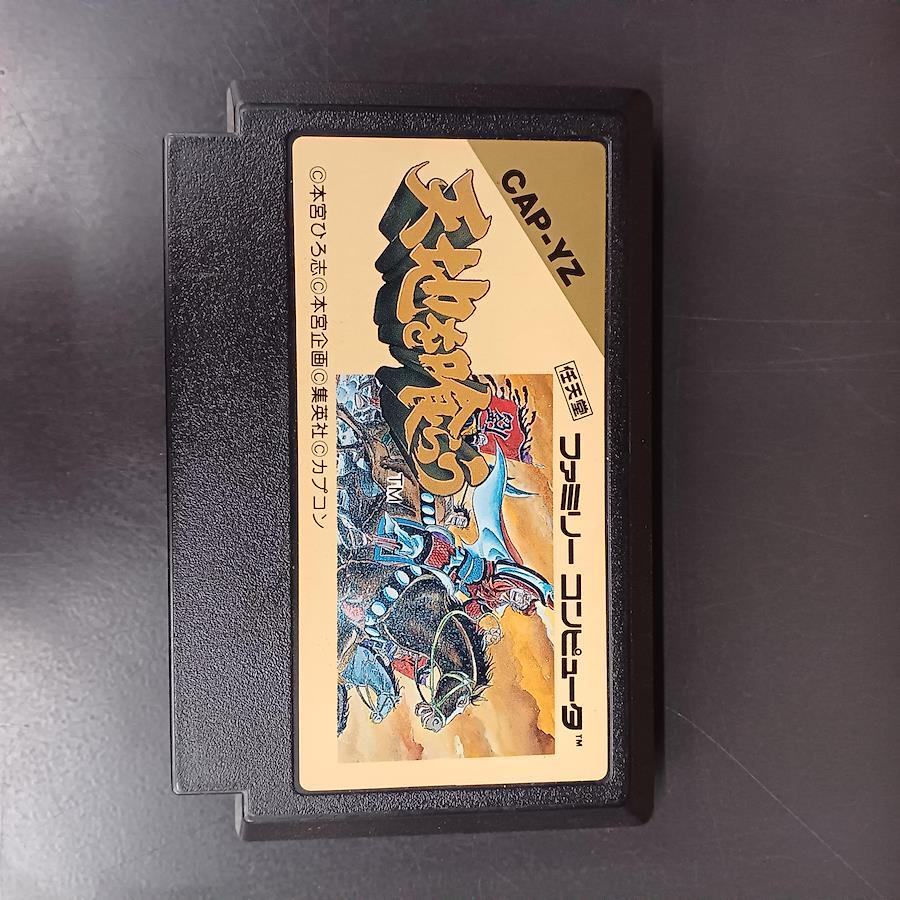 CAP-YZ
任天堂
ファミリー コンピュータ™
天地を喰らう
TM
烈
©本宮ひろ志©本宮企画©集英社©カプコン